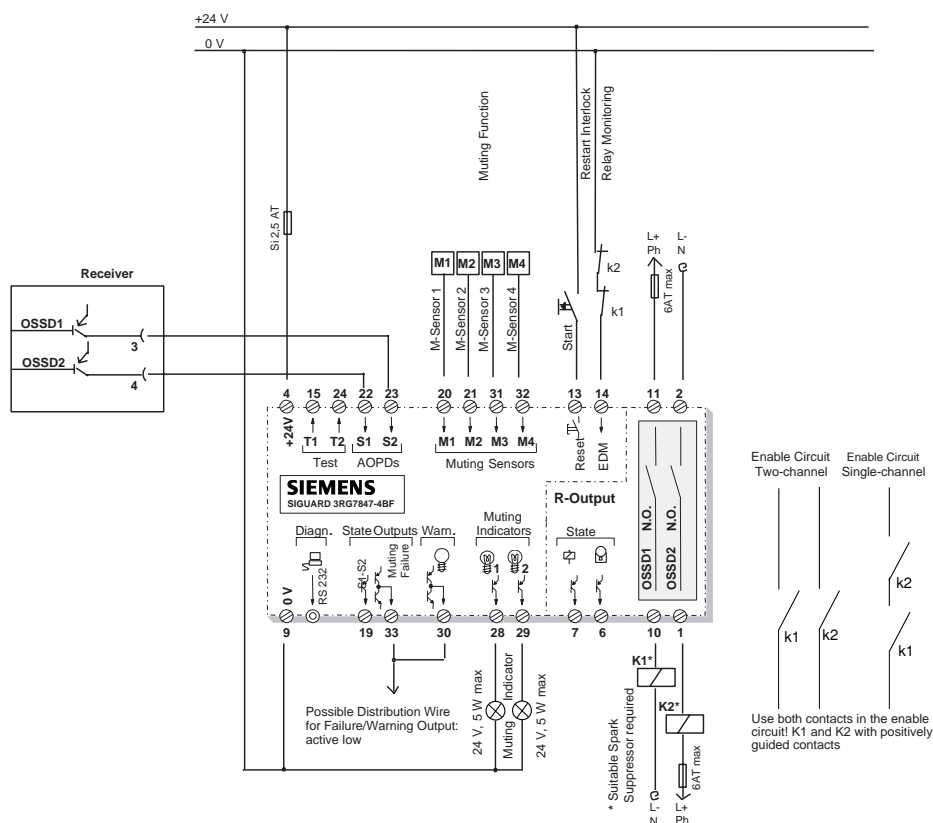 +24 V
0 V
Si 2,5 AT
Muting Function
Restart Interlock
Relay Monitoring
L+
Ph
6AT max
L-
N
k2
k1
Start
M1 M2 M3 M4
M-Sensor 1
M-Sensor 2
M-Sensor 3
M-Sensor 4
Receiver
OSSD1
3
OSSD2
4
4 15 24 22 23 20 21 31 32 13 14 11 2
+24V
T1 T2 S1 S2 M1 M2 M3 M4
Test AOPDs Muting Sensors
Reset
EDM
SIEMENS
SIGUARD 3RG7847-4BF
R-Output
OSSD1 N.O.
OSSD2 N.O.
Diagn. State Outputs Warn.
Muting
Indicators
State
0 V
RS 232
S1-S2
Muting
Failure
1 2
9 19 33 30 28 29 7 6 10 1
Possible Distribution Wire
for Failure/Warning Output:
active low
24 V, 5 W max
Muting Indicator
24 V, 5 W max
K1*
K2*
* Suitable Spark
Suppressor required
6AT max
L-
N
L+
Ph
Enable Circuit
Two-channel
Enable Circuit
Single-channel
k1
k2
k2
k1
Use both contacts in the enable
circuit! K1 and K2 with positively
guided contacts